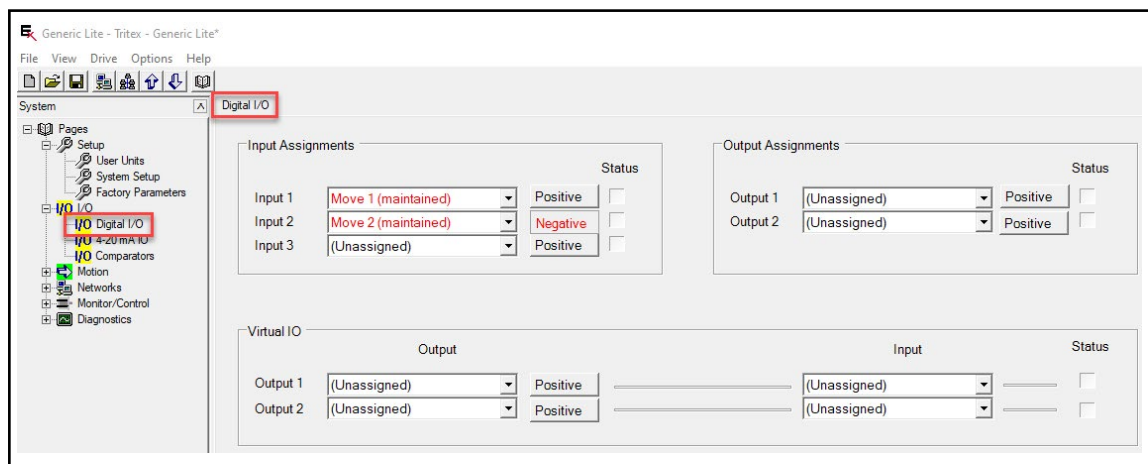 Generic Lite - Tritex - Generic Lite*
File View Drive Options Help
System
Digital I/O
Pages
Setup
User Units
System Setup
Factory Parameters
I/O I/O
I/O Digital I/O
I/O 4-20 mA IO
I/O Comparators
Motion
Networks
Monitor/Control
Diagnostics
Input Assignments
Status
Input 1 Move 1 (maintained) Positive
Input 2 Move 2 (maintained) Negative
Input 3 (Unassigned) Positive
Output Assignments
Status
Output 1 (Unassigned) Positive
Output 2 (Unassigned) Positive
Virtual IO
Output Input Status
Output 1 (Unassigned) Positive (Unassigned)
Output 2 (Unassigned) Positive (Unassigned)